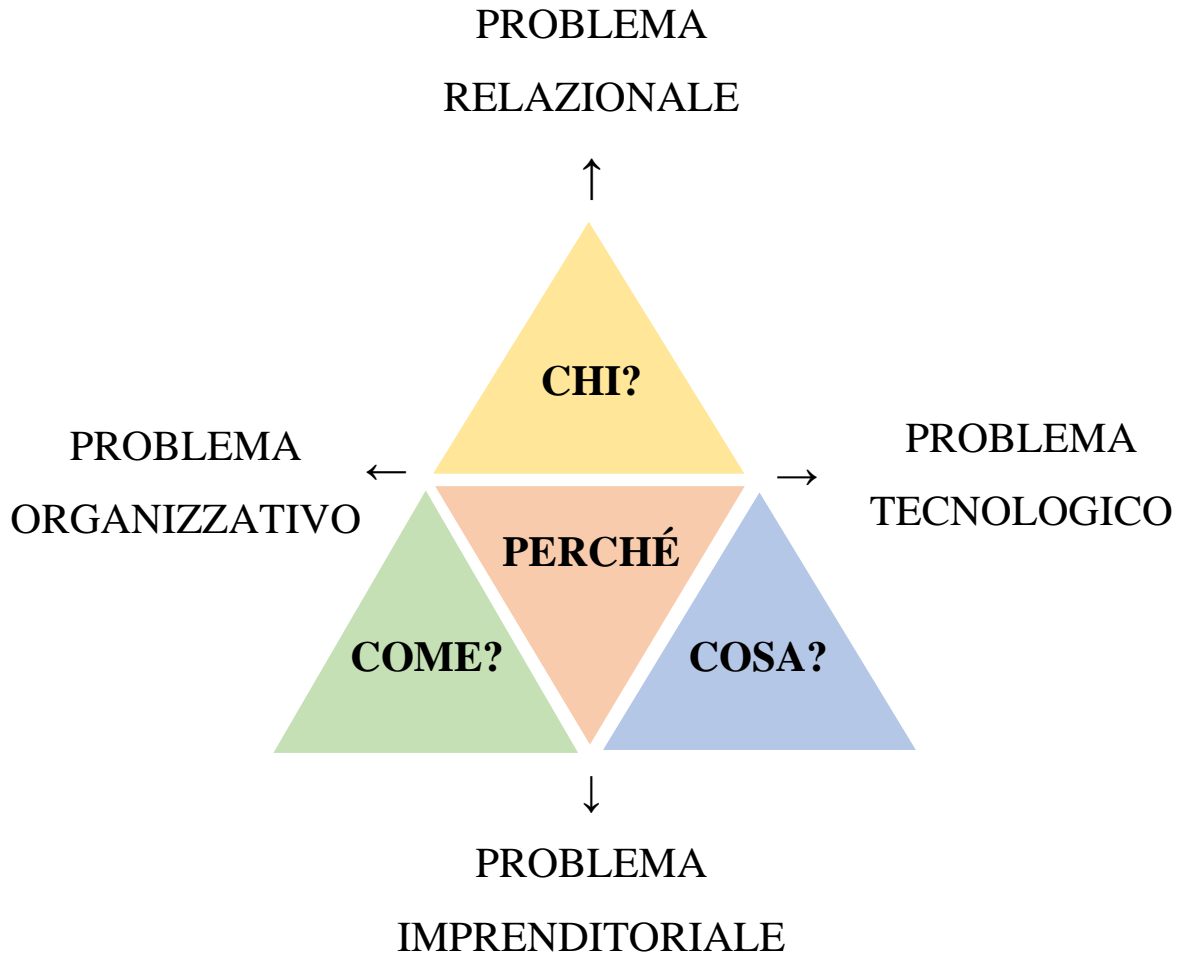 PROBLEMA
RELAZIONALE
↑
CHI?
PROBLEMA
ORGANIZZATIVO
←
→
PROBLEMA
TECNOLOGICO
PERCHÉ
COME?
COSA?
↓
PROBLEMA
IMPRENDITORIALE